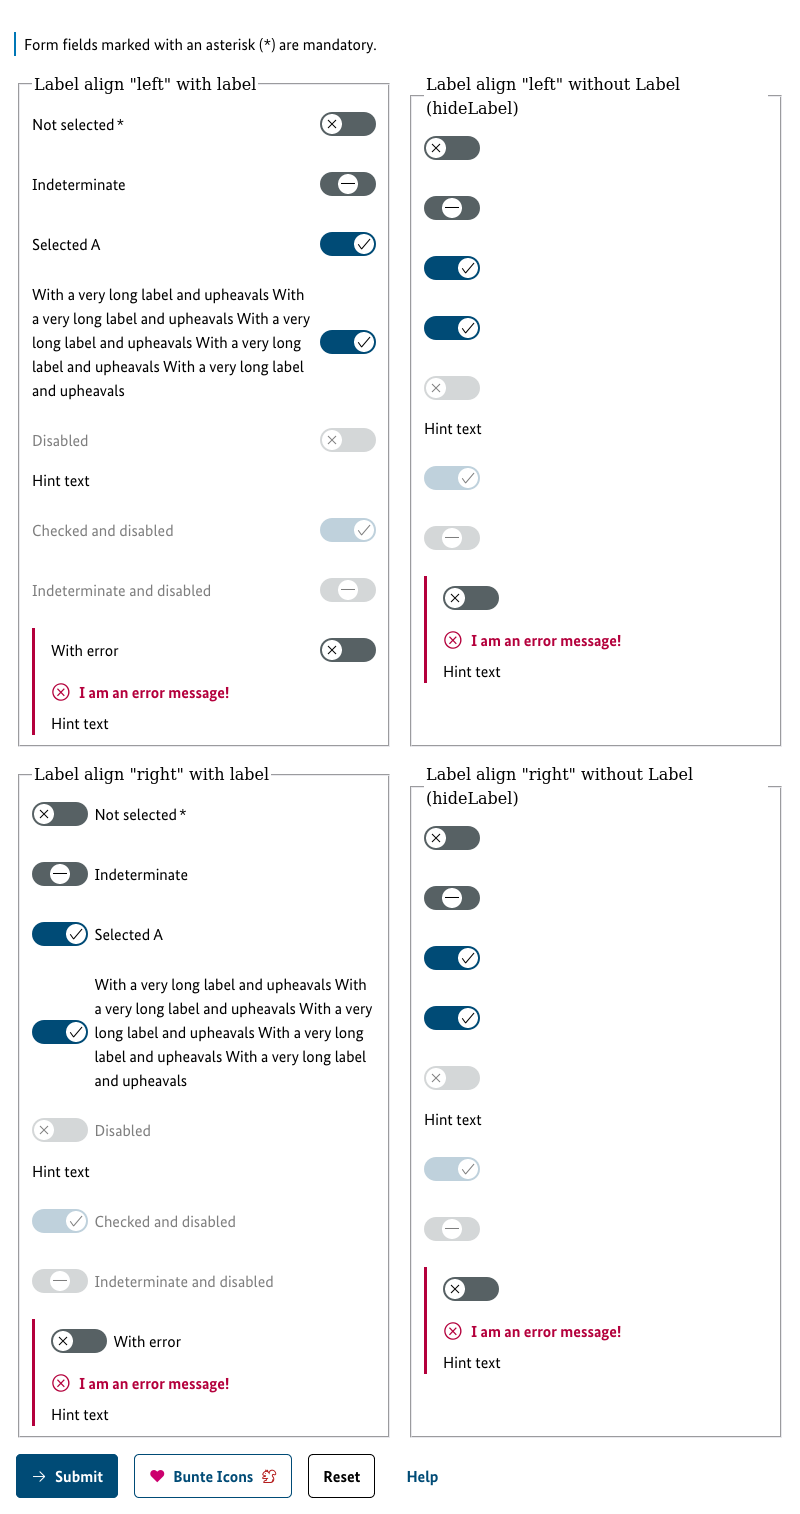 Form fields marked with an asterisk (*) are mandatory.
Label align "left" with label
Not selected *
Indeterminate
Selected A
With a very long label and upheavals With
a very long label and upheavals With a very
long label and upheavals With a very long
label and upheavals With a very long label
and upheavals
Disabled
Hint text
Checked and disabled
Indeterminate and disabled
With error
I am an error message!
Hint text
Label align "left" without Label
(hideLabel)
Hint text
I am an error message!
Hint text
Label align "right" with label
Not selected *
Indeterminate
Selected A
With a very long label and upheavals With
a very long label and upheavals With a very
long label and upheavals With a very long
label and upheavals With a very long label
and upheavals
Disabled
Hint text
Checked and disabled
Indeterminate and disabled
With error
I am an error message!
Hint text
Label align "right" without Label
(hideLabel)
Hint text
I am an error message!
Hint text
Submit
Bunte Icons
Reset
Help